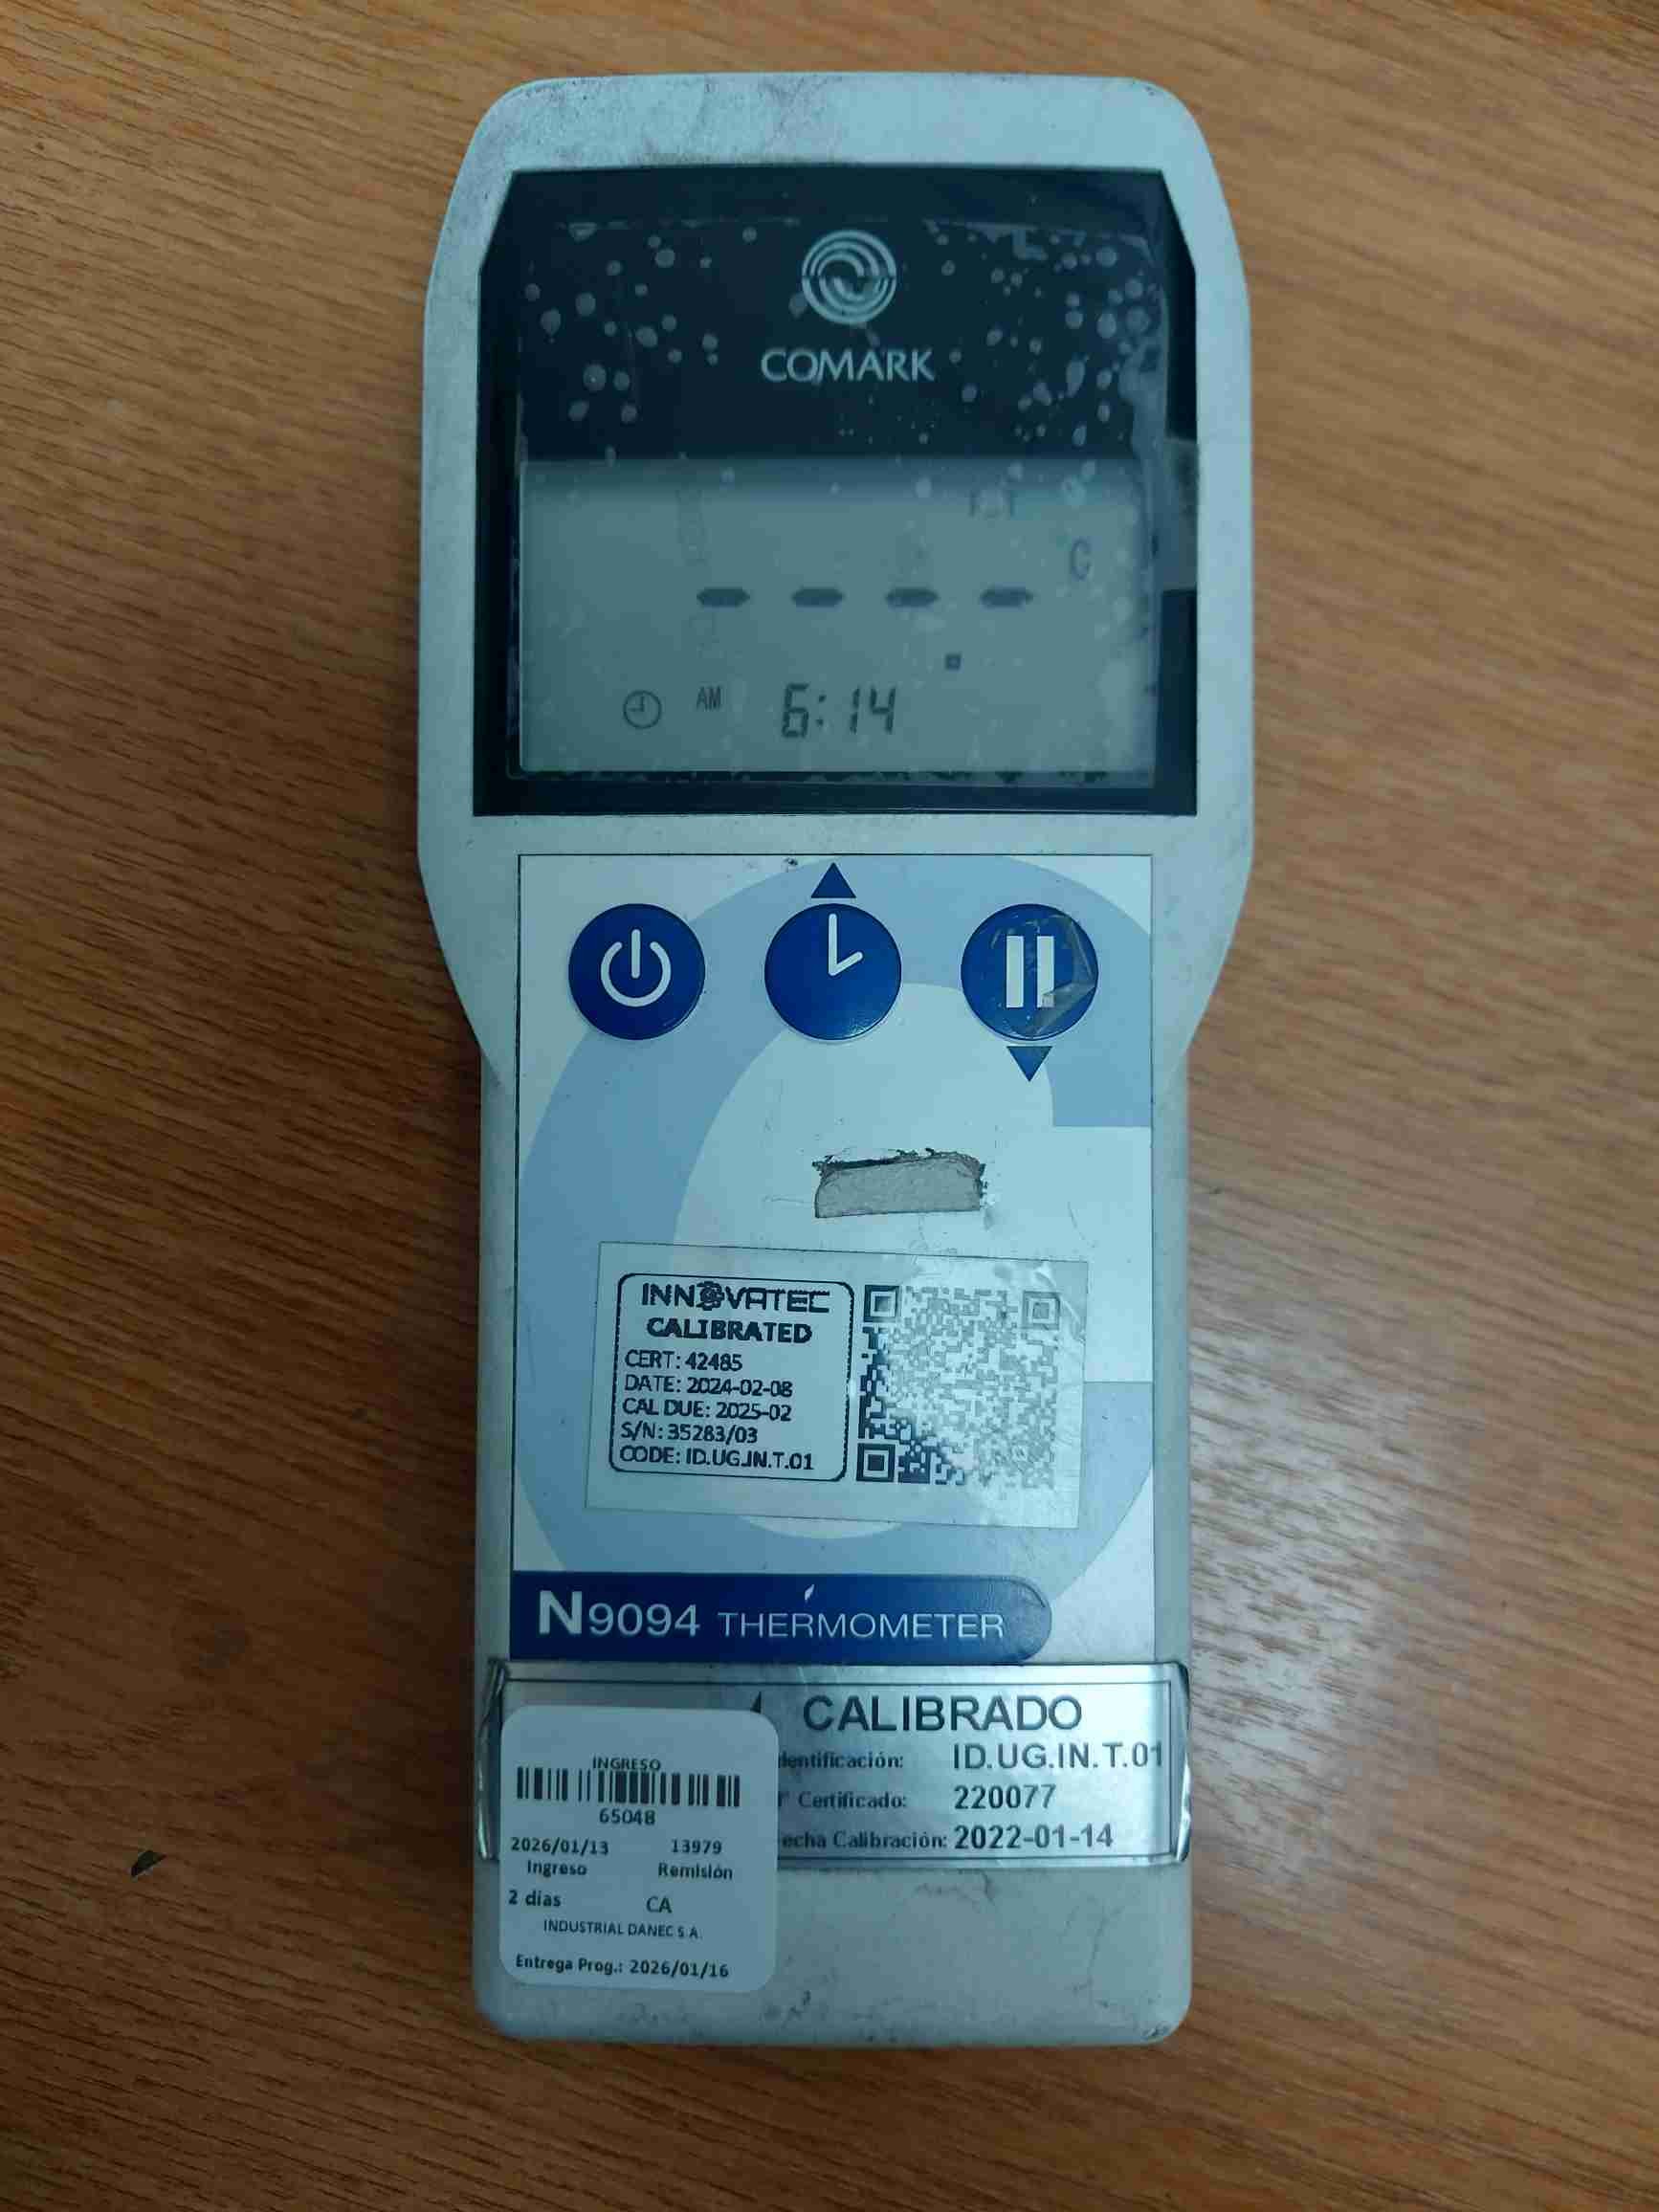 COMARK
C
- - - -
AM 6:14
INNOVATEC
CALIBRATED
CERT: 42485
DATE: 2024-02-08
CAL DUE: 2025-02
S/N: 35283/03
CODE: ID.UG.IN.T.01
N9094 THERMOMETER
CALIBRADO
dentificación: ID.UG.IN.T.01
Certificado: 220077
echa Calibración: 2022-01-14
INGRESO
65048
2026/01/13 13979
Ingreso Remisión
2 días CA
INDUSTRIAL DANEC S.A.
Entrega Prog.: 2026/01/16